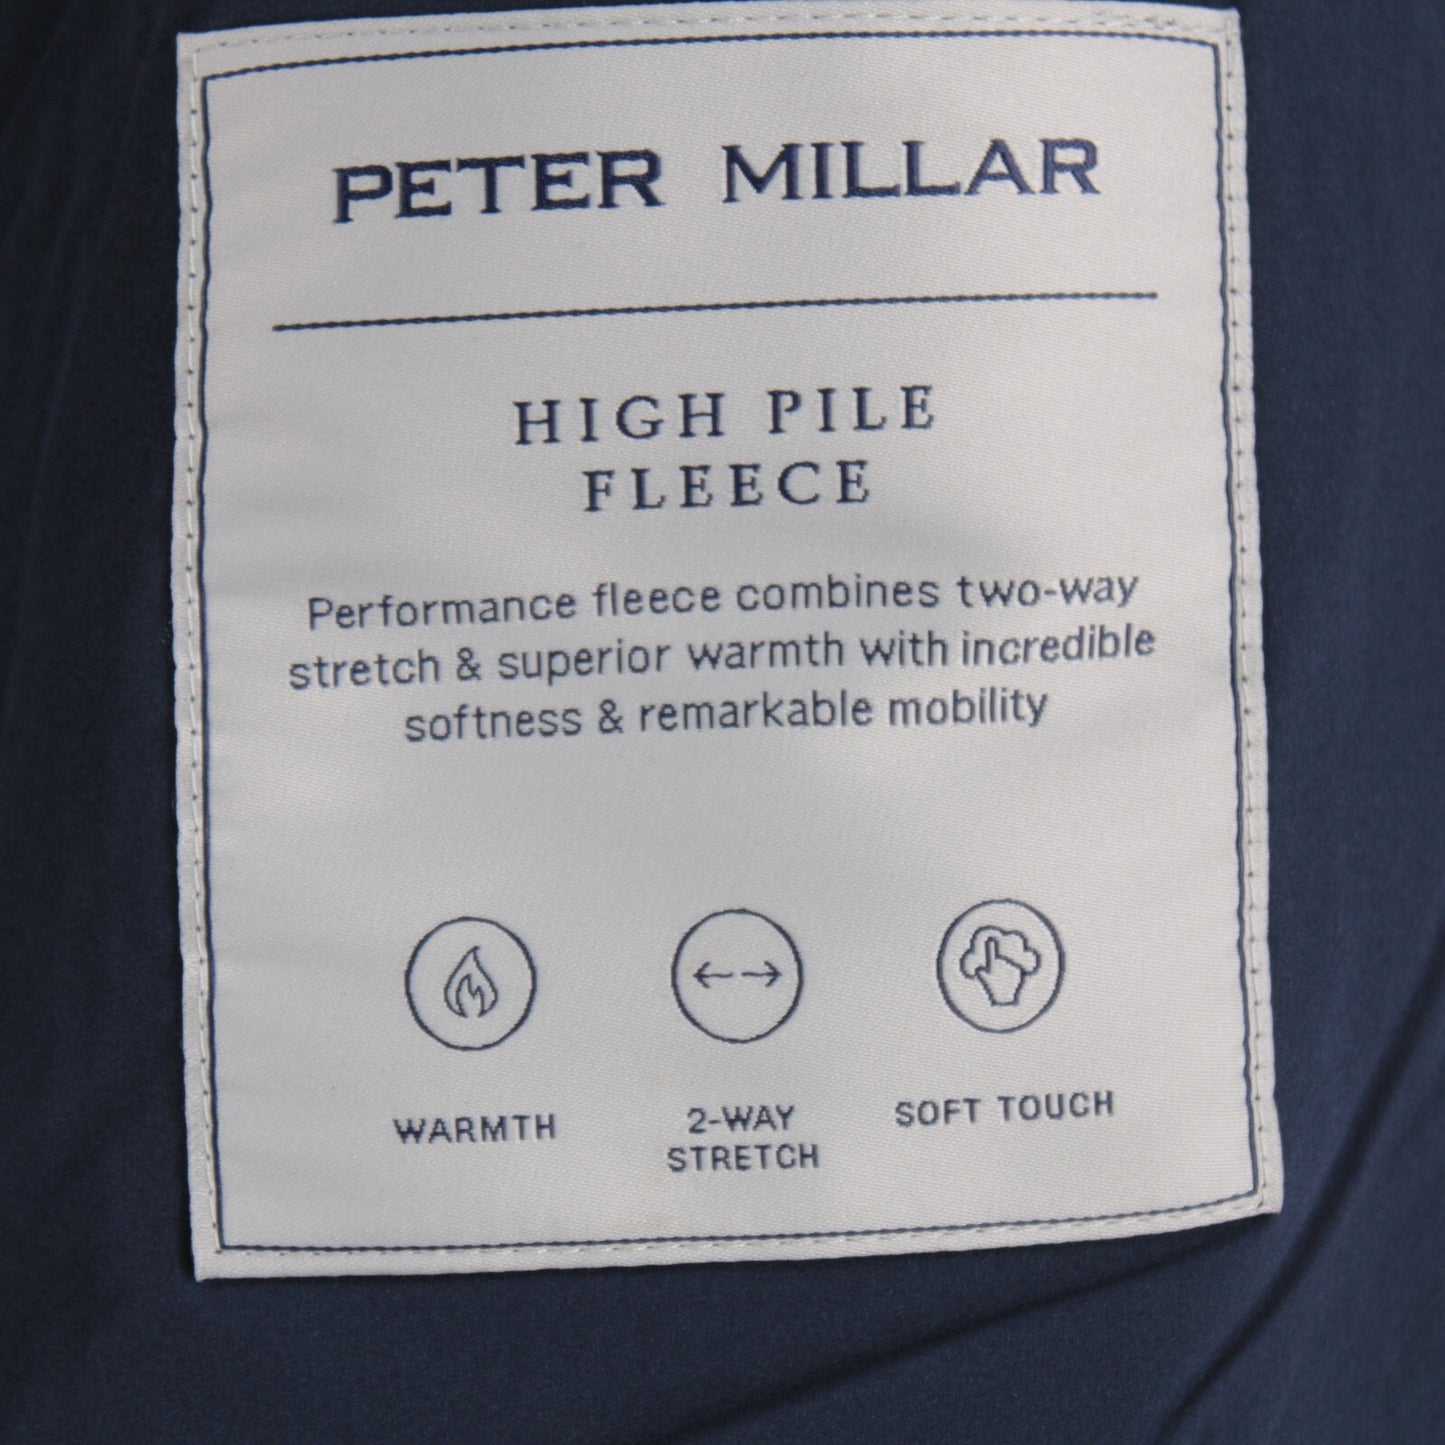 PETER MILLAR
HIGH PILE
FLEECE
Performance fleece combines two-way
stretch & superior warmth with incredible
softness & remarkable mobility
WARMTH
2-WAY
STRETCH
SOFT TOUCH